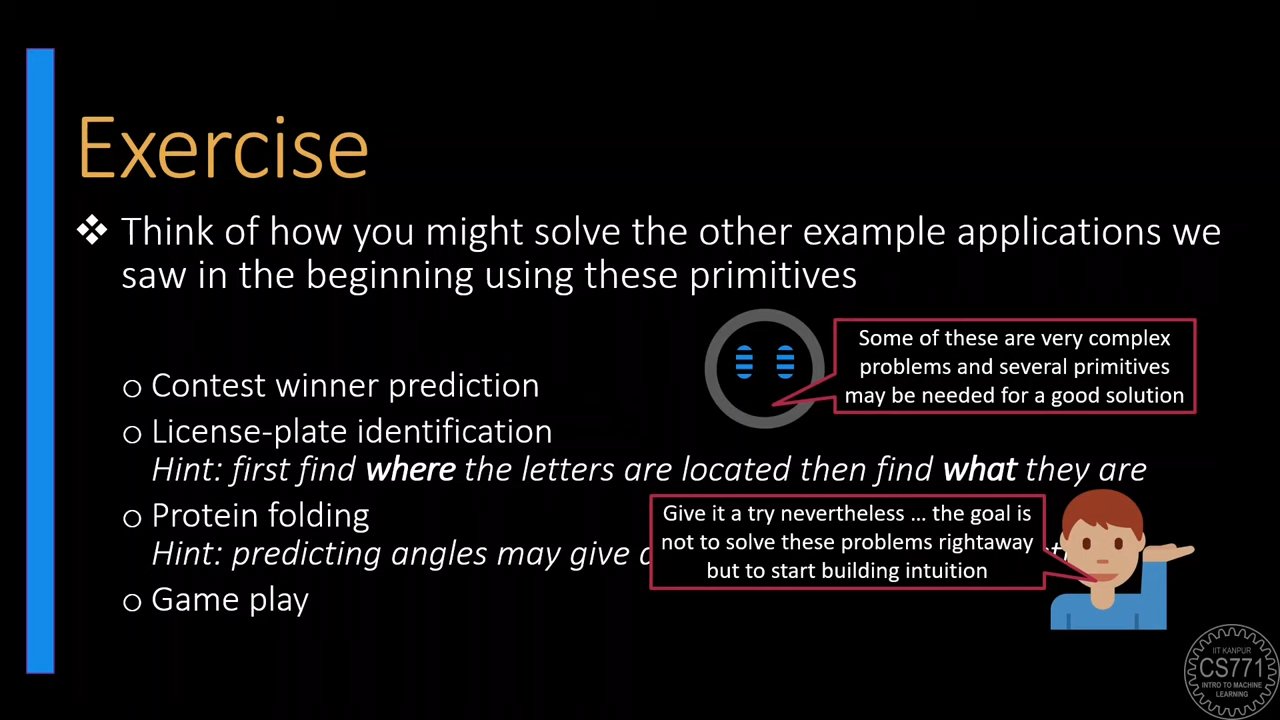 Exercise
❖ Think of how you might solve the other example applications we
saw in the beginning using these primitives
Some of these are very complex
problems and several primitives
may be needed for a good solution
o Contest winner prediction
o License-plate identification
Hint: first find where the letters are located then find what they are
o Protein folding
Hint: predicting angles may give
Give it a try nevertheless ... the goal is
not to solve these problems rightaway
but to start building intuition
o Game play
IIT KANPUR
CS771
INTRO TO MACHINE
LEARNING